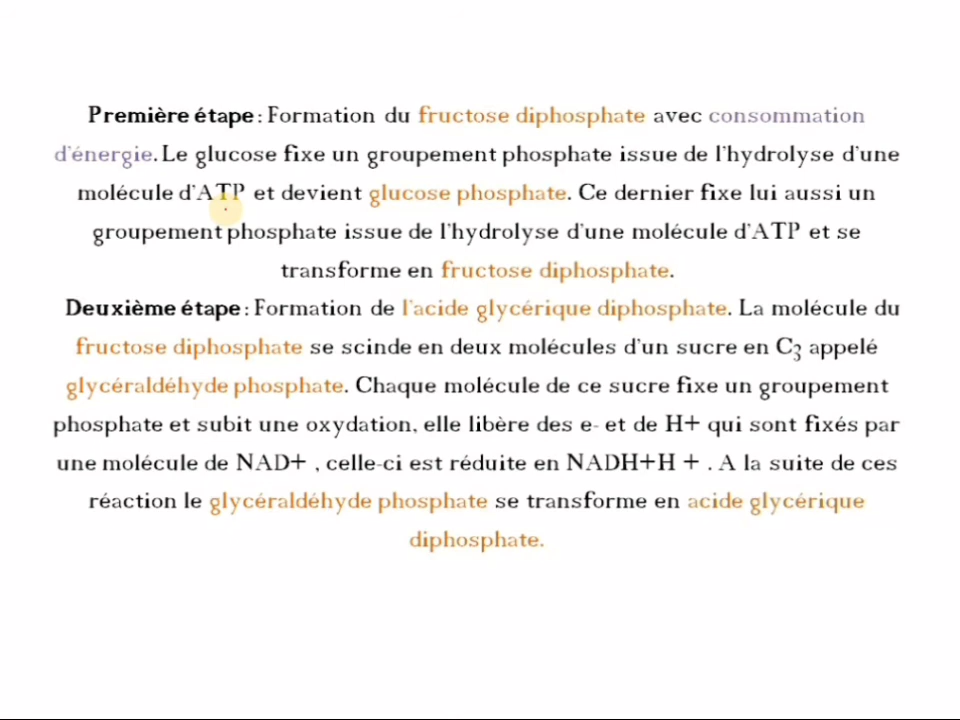 Première étape : Formation du fructose diphosphate avec consommation
d'énergie. Le glucose fixe un groupement phosphate issue de l'hydrolyse d'une
molécule d'ATP et devient glucose phosphate. Ce dernier fixe lui aussi un
groupement phosphate issue de l'hydrolyse d'une molécule d'ATP et se
transforme en fructose diphosphate.
Deuxième étape : Formation de l'acide glycérique diphosphate. La molécule du
fructose diphosphate se scinde en deux molécules d'un sucre en C3 appelé
glycéraldéhyde phosphate. Chaque molécule de ce sucre fixe un groupement
phosphate et subit une oxydation, elle libère des e- et de H+ qui sont fixés par
une molécule de NAD+ , celle-ci est réduite en NADH+H + . A la suite de ces
réaction le glycéraldéhyde phosphate se transforme en acide glycérique
diphosphate.